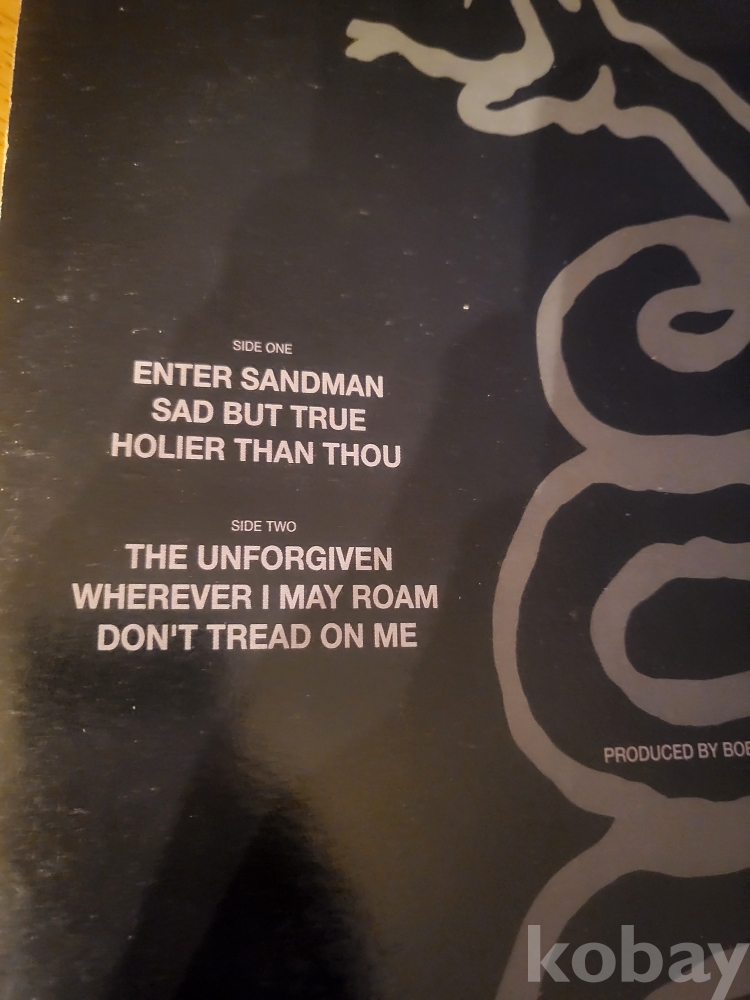 SIDE ONE
ENTER SANDMAN
SAD BUT TRUE
HOLIER THAN THOU
SIDE TWO
THE UNFORGIVEN
WHEREVER I MAY ROAM
DON'T TREAD ON ME
PRODUCED BY BOB
kobay